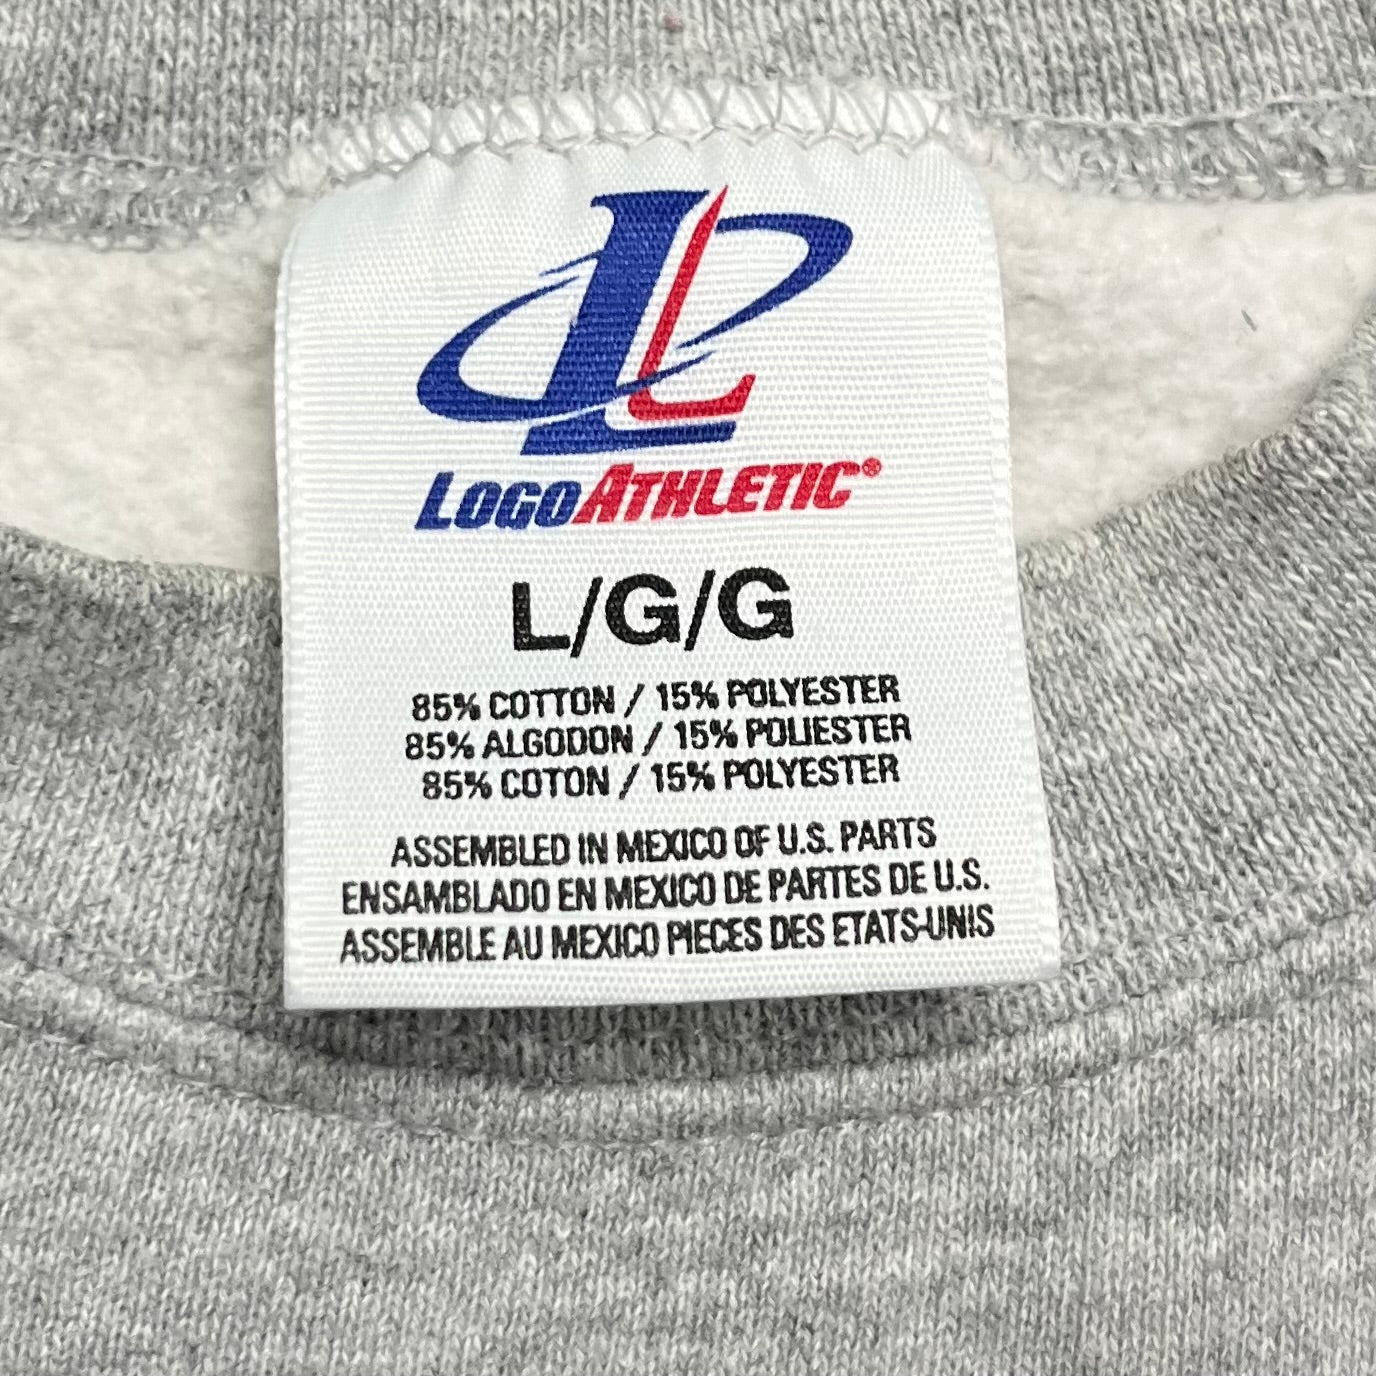 LOGOATHLETIC®
L/G/G
85% COTTON / 15% POLYESTER
85% ALGODON / 15% POLIESTER
85% COTON / 15% POLYESTER
ASSEMBLED IN MEXICO OF U.S. PARTS
ENSAMBLADO EN MEXICO DE PARTES DE U.S.
ASSEMBLE AU MEXICO PIECES DES ETATS-UNIS